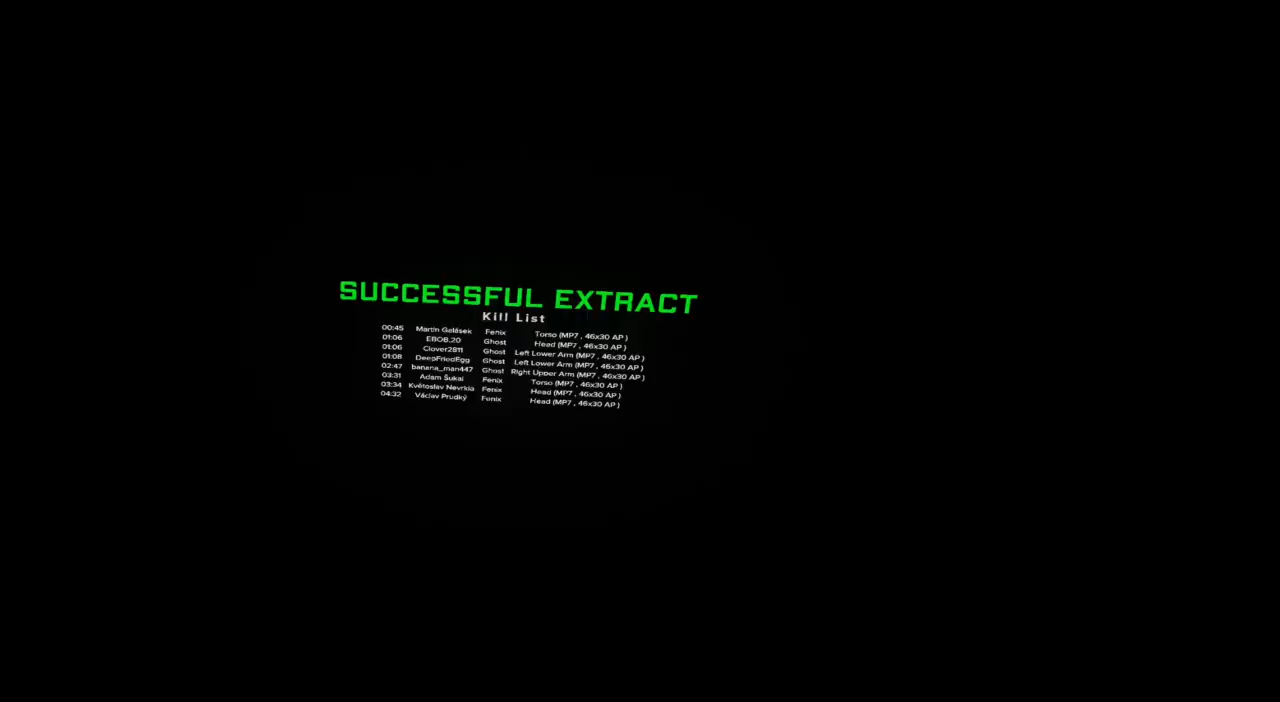 SUCCESSFUL EXTRACT
Kill List
00:45 Martin Galásek Fenix Torso (MP7 , 46x30 AP )
01:06 EBOB.20 Ghost Head (MP7 , 46x30 AP )
01:06 Clover2811 Ghost Left Lower Arm (MP7 , 46x30 AP )
01:08 DeepFriedEgg Ghost Left Lower Arm (MP7 , 46x30 AP )
02:47 banana_man447 Ghost Right Upper Arm (MP7 , 46x30 AP )
03:31 Adam Šukal Fenix Torso (MP7 , 46x30 AP )
03:34 Květoslav Nevrkla Fenix Head (MP7 , 46x30 AP )
04:32 Václav Prudký Fenix Head (MP7 , 46x30 AP )